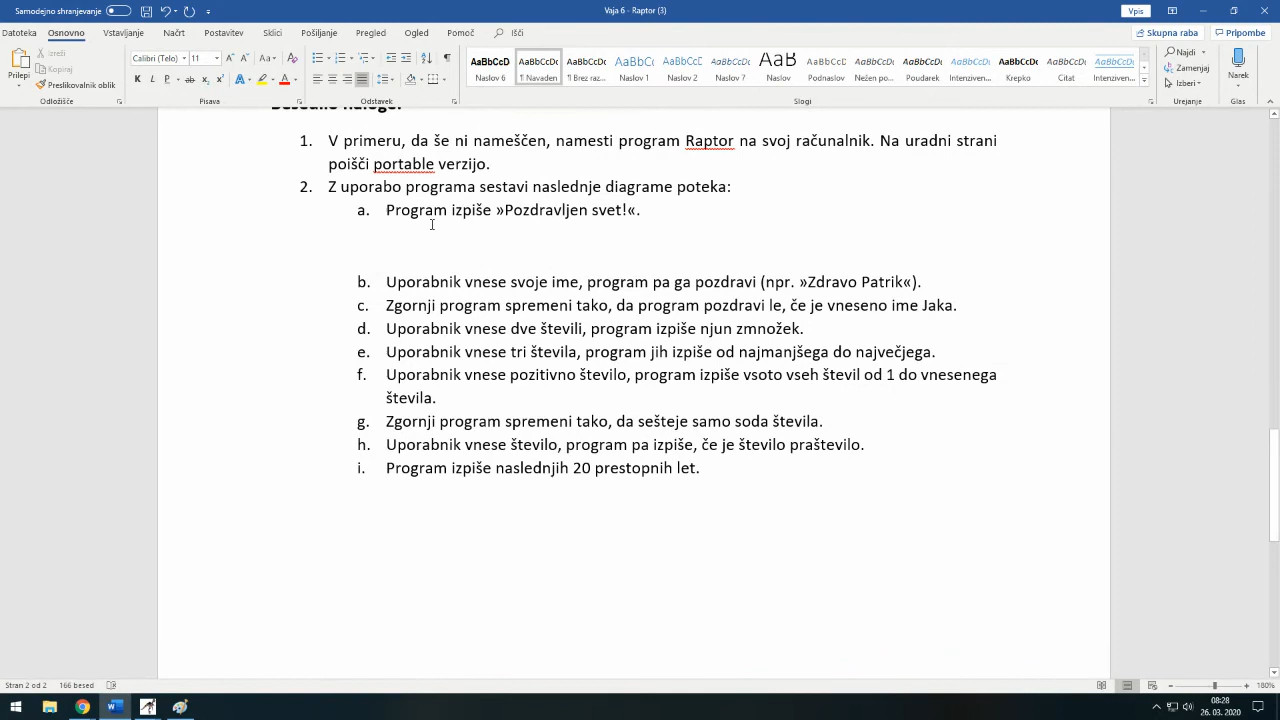 Samodejno shranjevanje
Vaja 6 - Raptor (3)
Vpis
Datoteka Osnovno Vstavljanje Načrt Postavitev Sklici Pošiljanje Pregled Ogled Pomoč Išči
Skupna raba Pripombe
Prilepi
Izreži
Kopiraj
Preslikovalnik oblik
Odložišče
Calibri (Telo) 11
Pisava
Odstavek
AaBbCcD AaBbCcDc AaBbCcDc AaBbCcDc AaBbCcD AaBbCcDc AaB AaBbCcDc AaBbCcDc AaBbCcDc AaBbCcDc AaBbCcDc AaBbCcDc AaBbCcDc
Naslov 6 ¶ Navaden ¶ Brez raz... Naslov 1 Naslov 2 Naslov 7 Naslov Podnaslov Nežen po... Poudarek Intenziven... Krepko Citat Intenziven...
Slogi
Najdi
Zamenjaj
Izberi
Urejanje
Narek
Glas
1. V primeru, da še ni nameščen, namesti program Raptor na svoj računalnik. Na uradni strani
poišči portable verzijo.
2. Z uporabo programa sestavi naslednje diagrame poteka:
a. Program izpiše »Pozdravljen svet!«.
b. Uporabnik vnese svoje ime, program pa ga pozdravi (npr. »Zdravo Patrik«).
c. Zgornji program spremeni tako, da program pozdravi le, če je vneseno ime Jaka.
d. Uporabnik vnese dve števili, program izpiše njun zmnožek.
e. Uporabnik vnese tri števila, program jih izpiše od najmanjšega do največjega.
f. Uporabnik vnese pozitivno število, program izpiše vsoto vseh števil od 1 do vnesenega
števila.
g. Zgornji program spremeni tako, da sešteje samo soda števila.
h. Uporabnik vnese število, program pa izpiše, če je število praštevilo.
i. Program izpiše naslednjih 20 prestopnih let.
Stran 2 od 2 166 besed
180%
08:28
26. 03. 2020